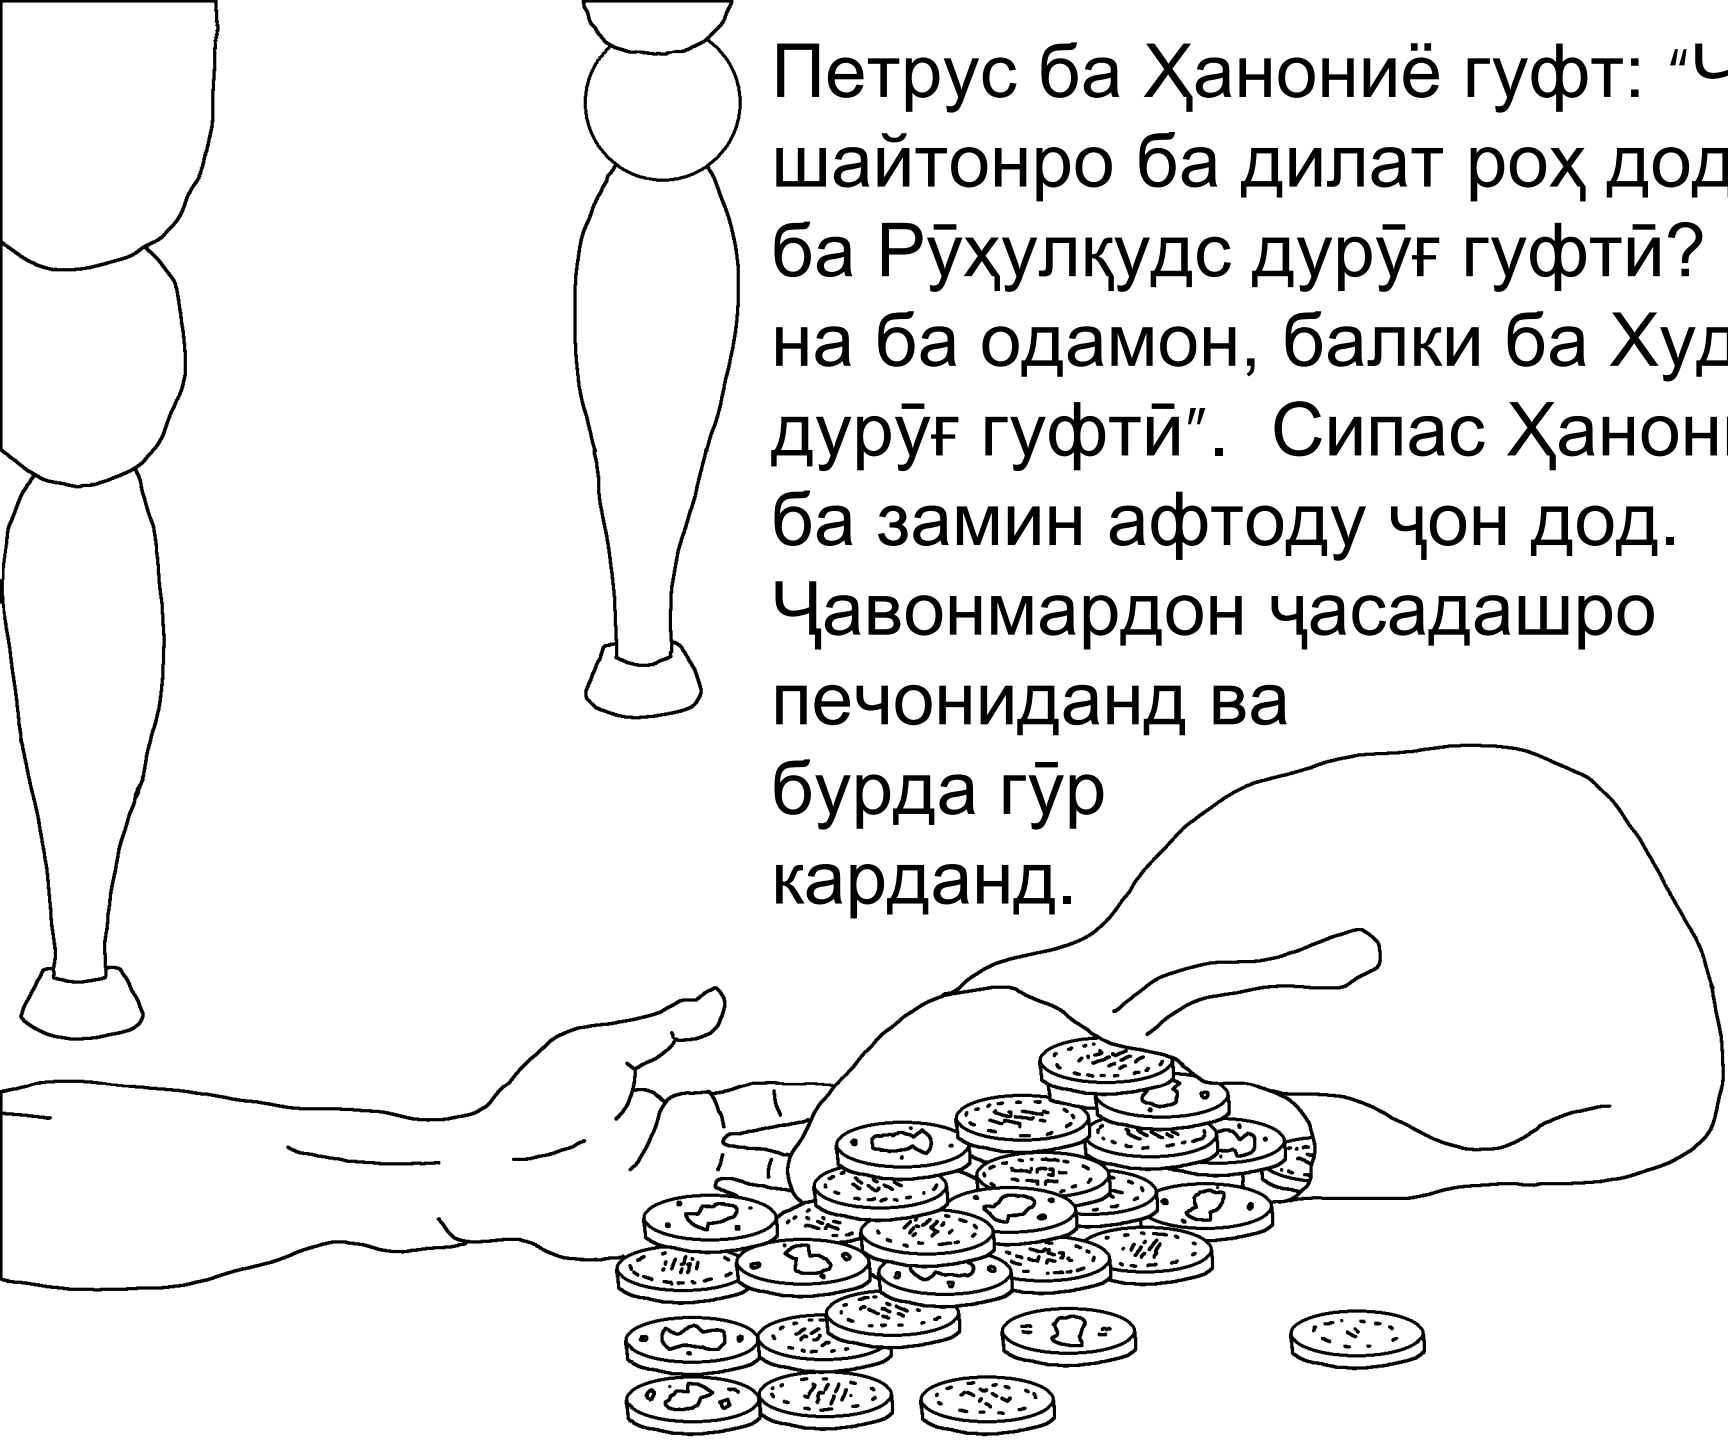 Петрус ба Ҳанониё гуфт: “
шайтонро ба дилат роҳ
ба Рӯҳулқудс дурӯғ гуфтӣ?
на ба одамон, балки ба
дурӯғ гуфтӣ”. Сипас
ба замин афтоду ҷон дод.
Ҷавонмардон ҷасадашро
печониданд ва
бурда гӯр
карданд.